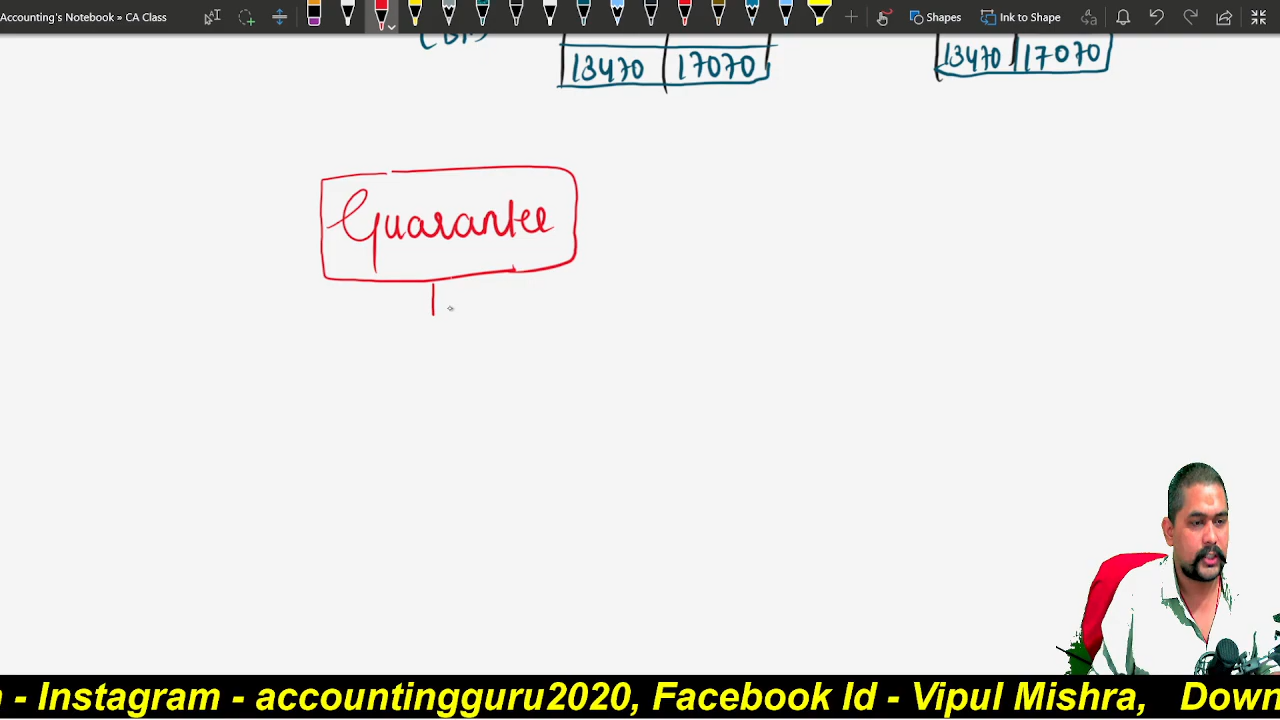 Accounting's Notebook » CA Class
Shapes
Ink to Shape
13470 17070
13470 17070
Guarantee
- Instagram - accountingguru2020, Facebook Id - Vipul Mishra, Down